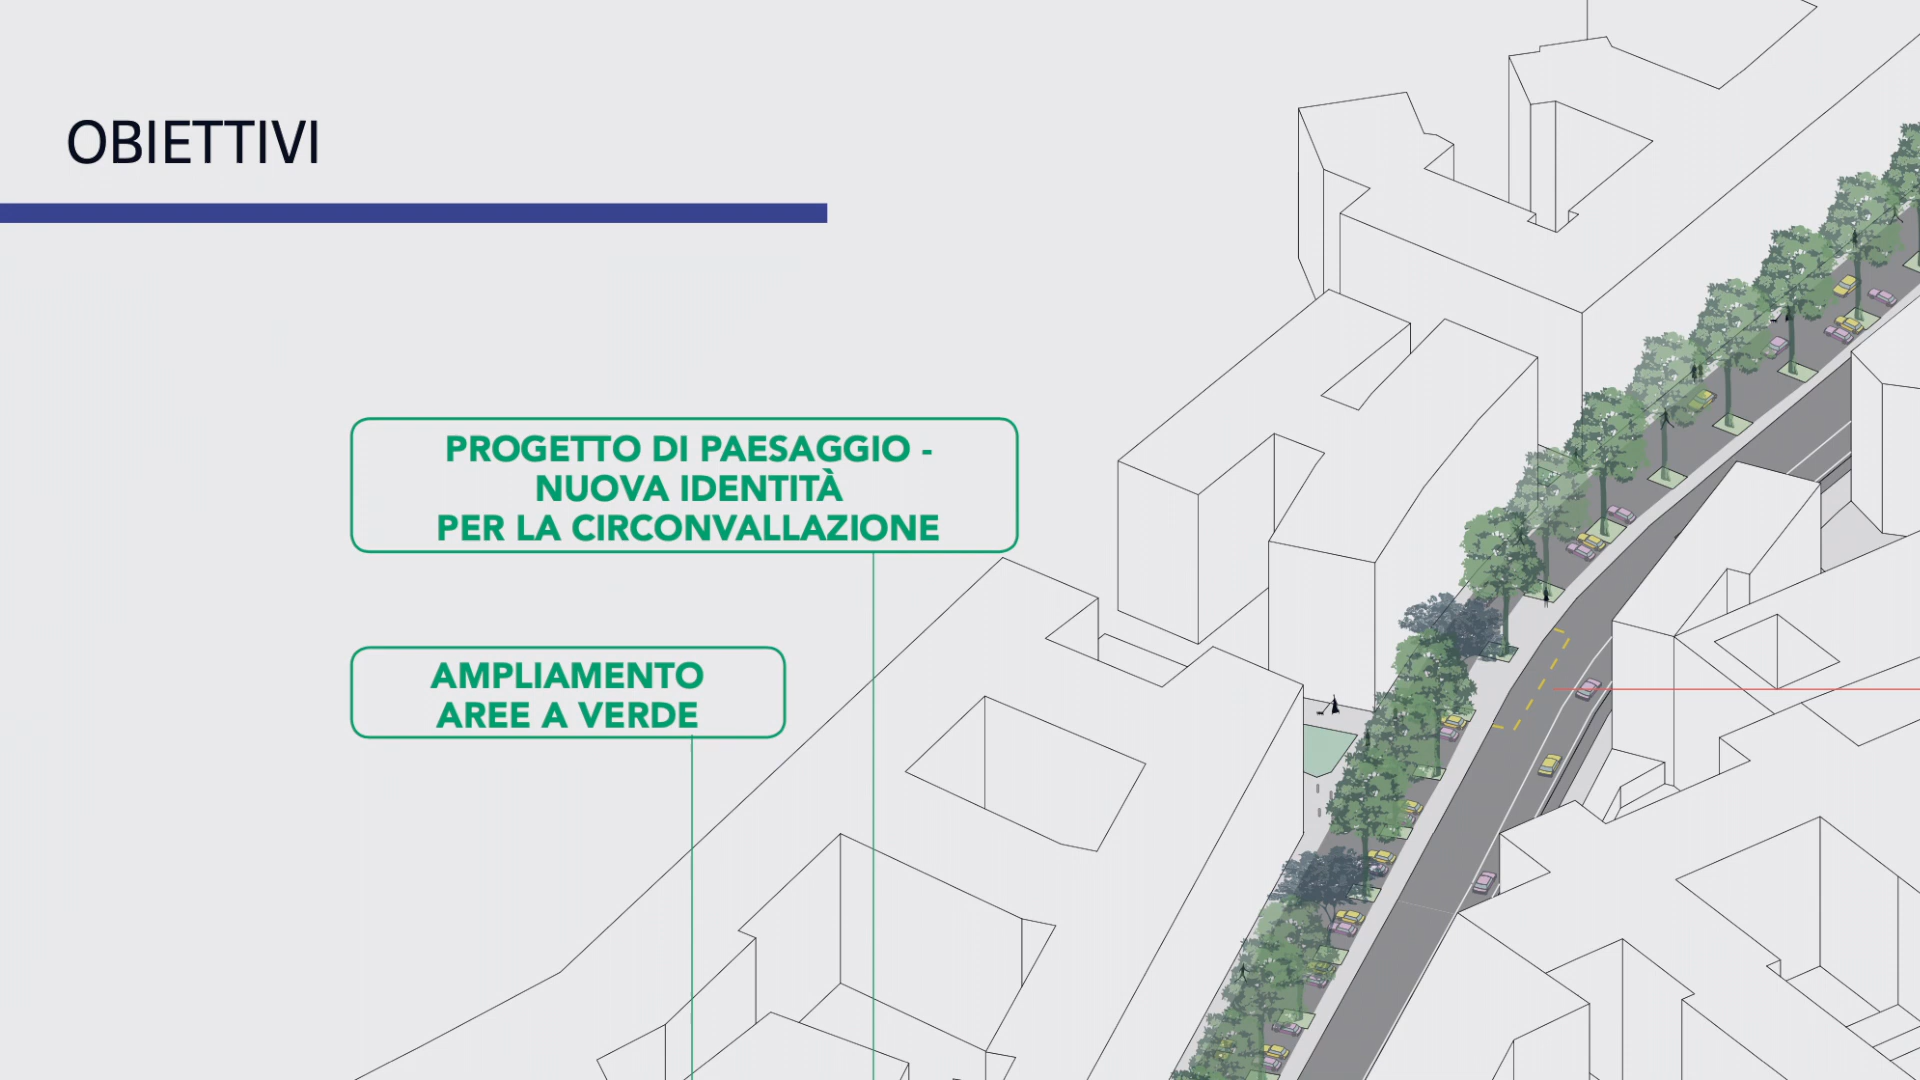 OBIETTIVI
PROGETTO DI PAESAGGIO -
NUOVA IDENTITÀ
PER LA CIRCONVALLAZIONE
AMPLIAMENTO
AREE A VERDE